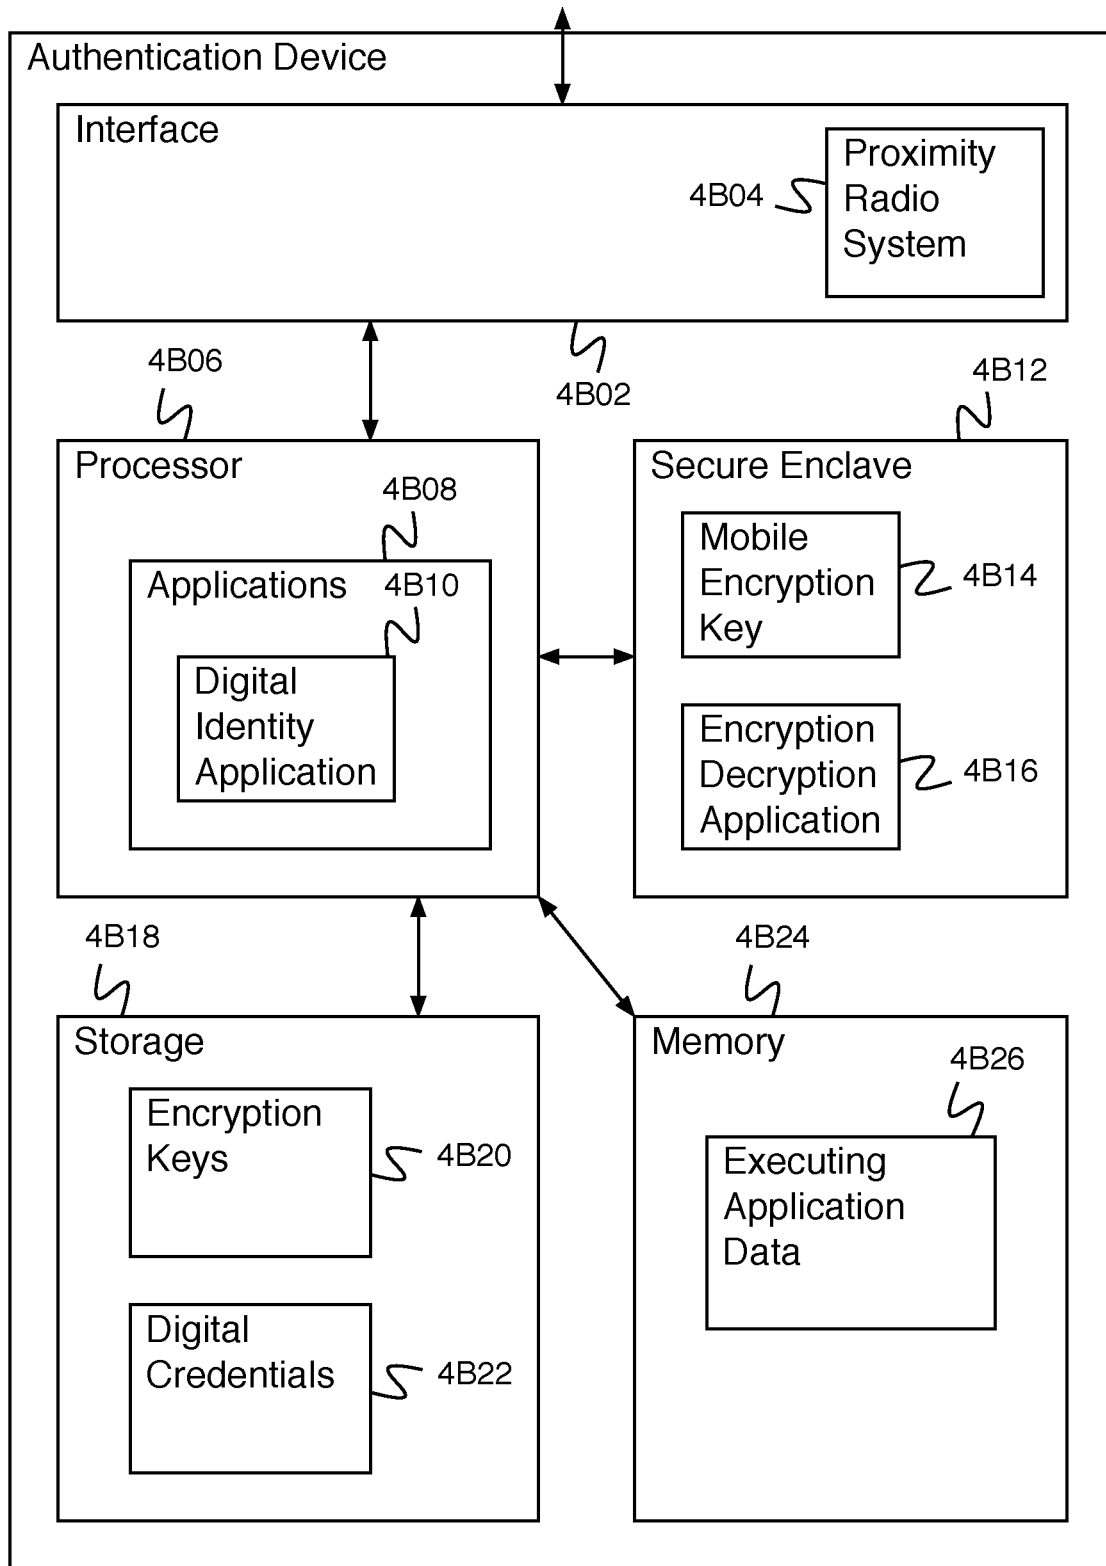 Authentication Device
Interface
Proximity
Radio
System
4B04
4B02
4B06
Processor
4B08
Applications
4B10
Digital
Identity
Application
4B12
Secure Enclave
Mobile
Encryption
Key
4B14
Encryption
Decryption
Application
4B16
4B18
Storage
Encryption
Keys
4B20
Digital
Credentials
4B22
4B24
Memory
4B26
Executing
Application
Data